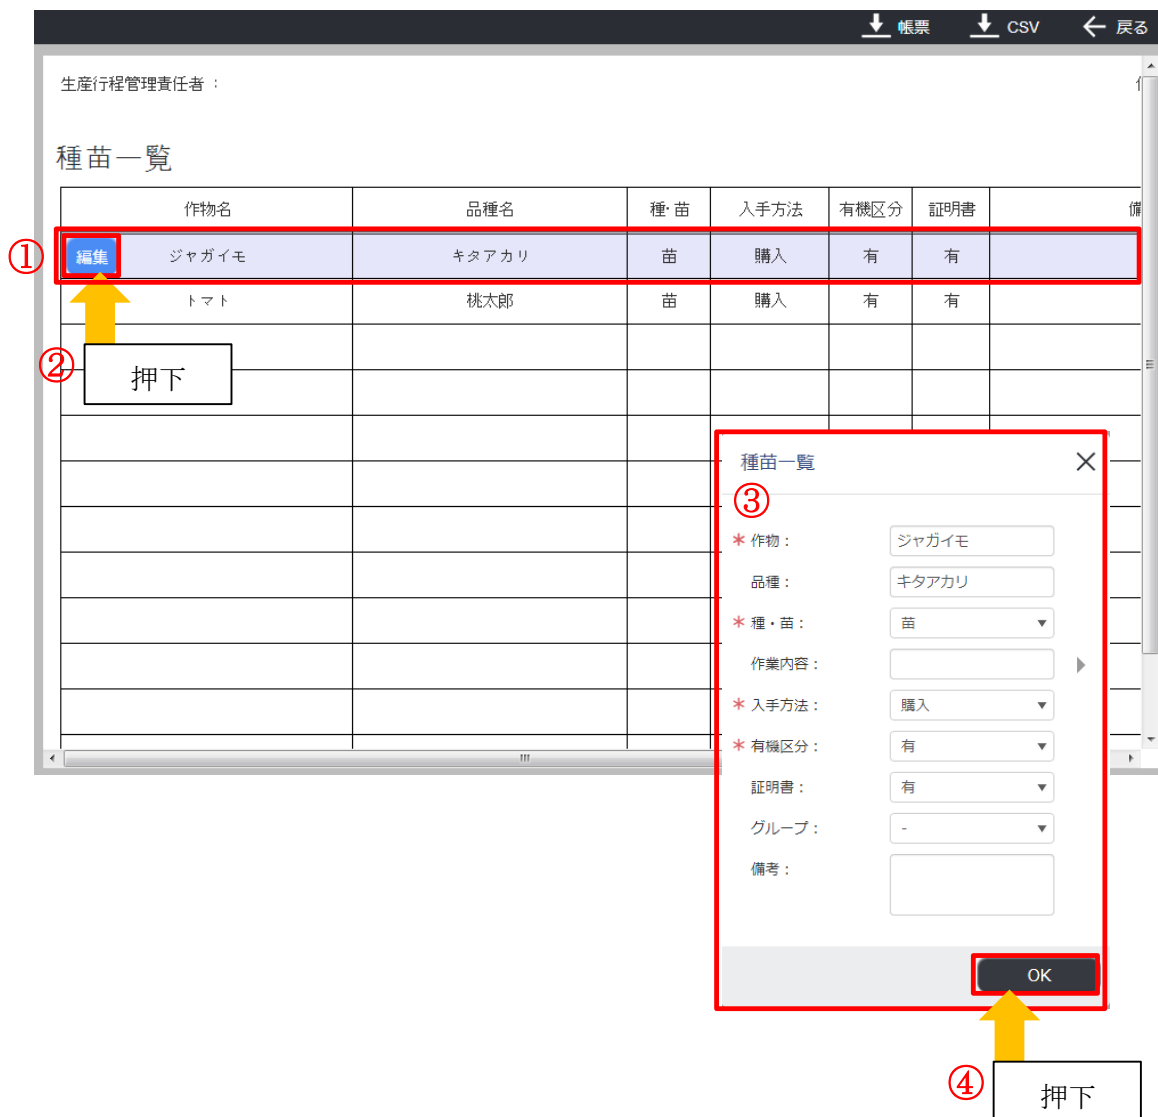 帳票 CSV 戻る
生産行程管理責任者：
種苗一覧
作物名 品種名 種・苗 入手方法 有機区分 証明書
① 編集 ジャガイモ キタアカリ 苗 購入 有 有
トマト 桃太郎 苗 購入 有 有
②
押下
種苗一覧
③
* 作物： ジャガイモ
品種： キタアカリ
* 種・苗： 苗
作業内容：
* 入手方法： 購入
* 有機区分： 有
証明書： 有
グループ： -
備考：
OK
④
押下